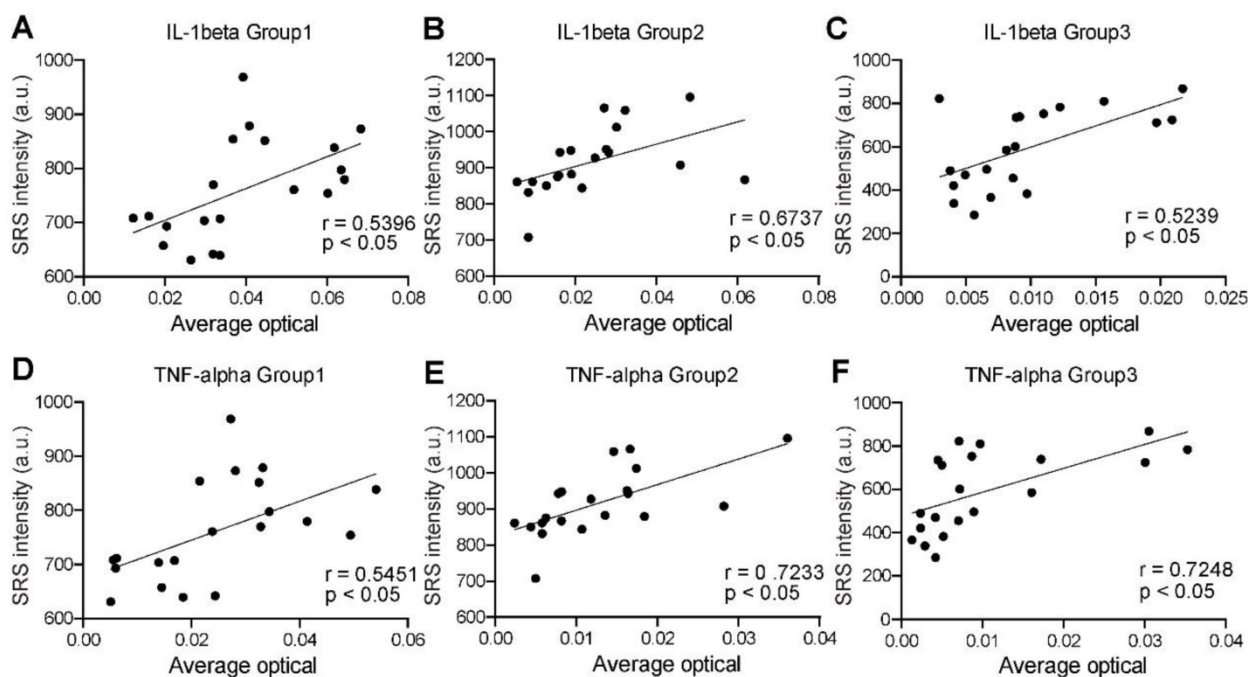 A
IL-1beta Group1
SRS intensity (a.u.)
1000
900
800
700
600
0.00
0.02
0.04
0.06
0.08
r = 0.5396
p < 0.05
Average optical
B
IL-1beta Group2
SRS intensity (a.u.)
1200
1100
1000
900
800
700
600
0.00
0.02
0.04
0.06
0.08
r = 0.6737
p < 0.05
Average optical
C
IL-1beta Group3
SRS intensity (a.u.)
1000
800
600
400
200
0
0.000
0.005
0.010
0.015
0.020
0.025
r = 0.5239
p < 0.05
Average optical
D
TNF-alpha Group1
SRS intensity (a.u.)
1000
900
800
700
600
0.00
0.02
0.04
0.06
r = 0.5451
p < 0.05
Average optical
E
TNF-alpha Group2
SRS intensity (a.u.)
1200
1100
1000
900
800
700
600
0.00
0.01
0.02
0.03
0.04
r = 0 .7233
p < 0.05
Average optical
F
TNF-alpha Group3
SRS intensity (a.u.)
1000
800
600
400
200
0
0.00
0.01
0.02
0.03
0.04
r = 0.7248
p < 0.05
Average optical